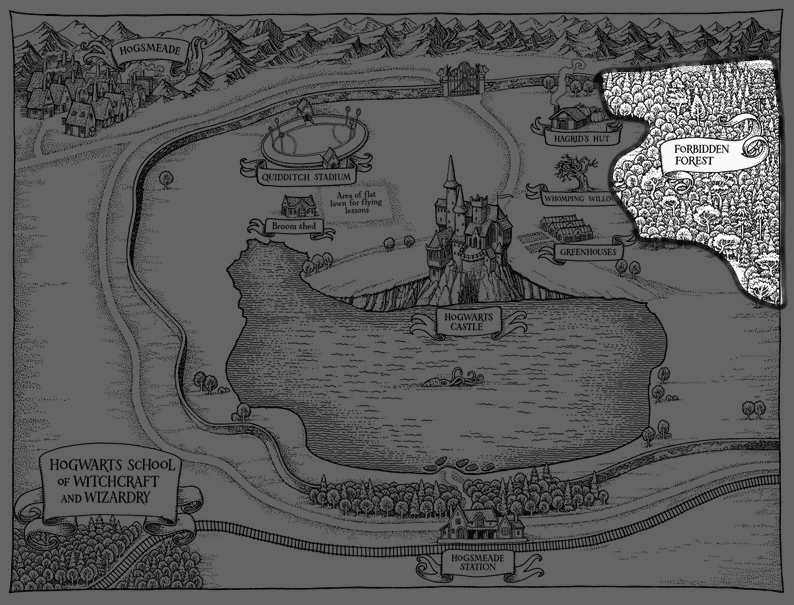 HOGSMEADE
HAGRID'S HUT
FORBIDDEN
FOREST
QUIDDITCH STADIUM
WHOMPING WILLO
Area of flat
lawn for flying
lessons
Broom shed
GREENHOUSES
HOGWARTS
CASTLE
HOGWARTS SCHOOL
OF WITCHCRAFT
AND WIZARDRY
HOGSMEADE
STATION